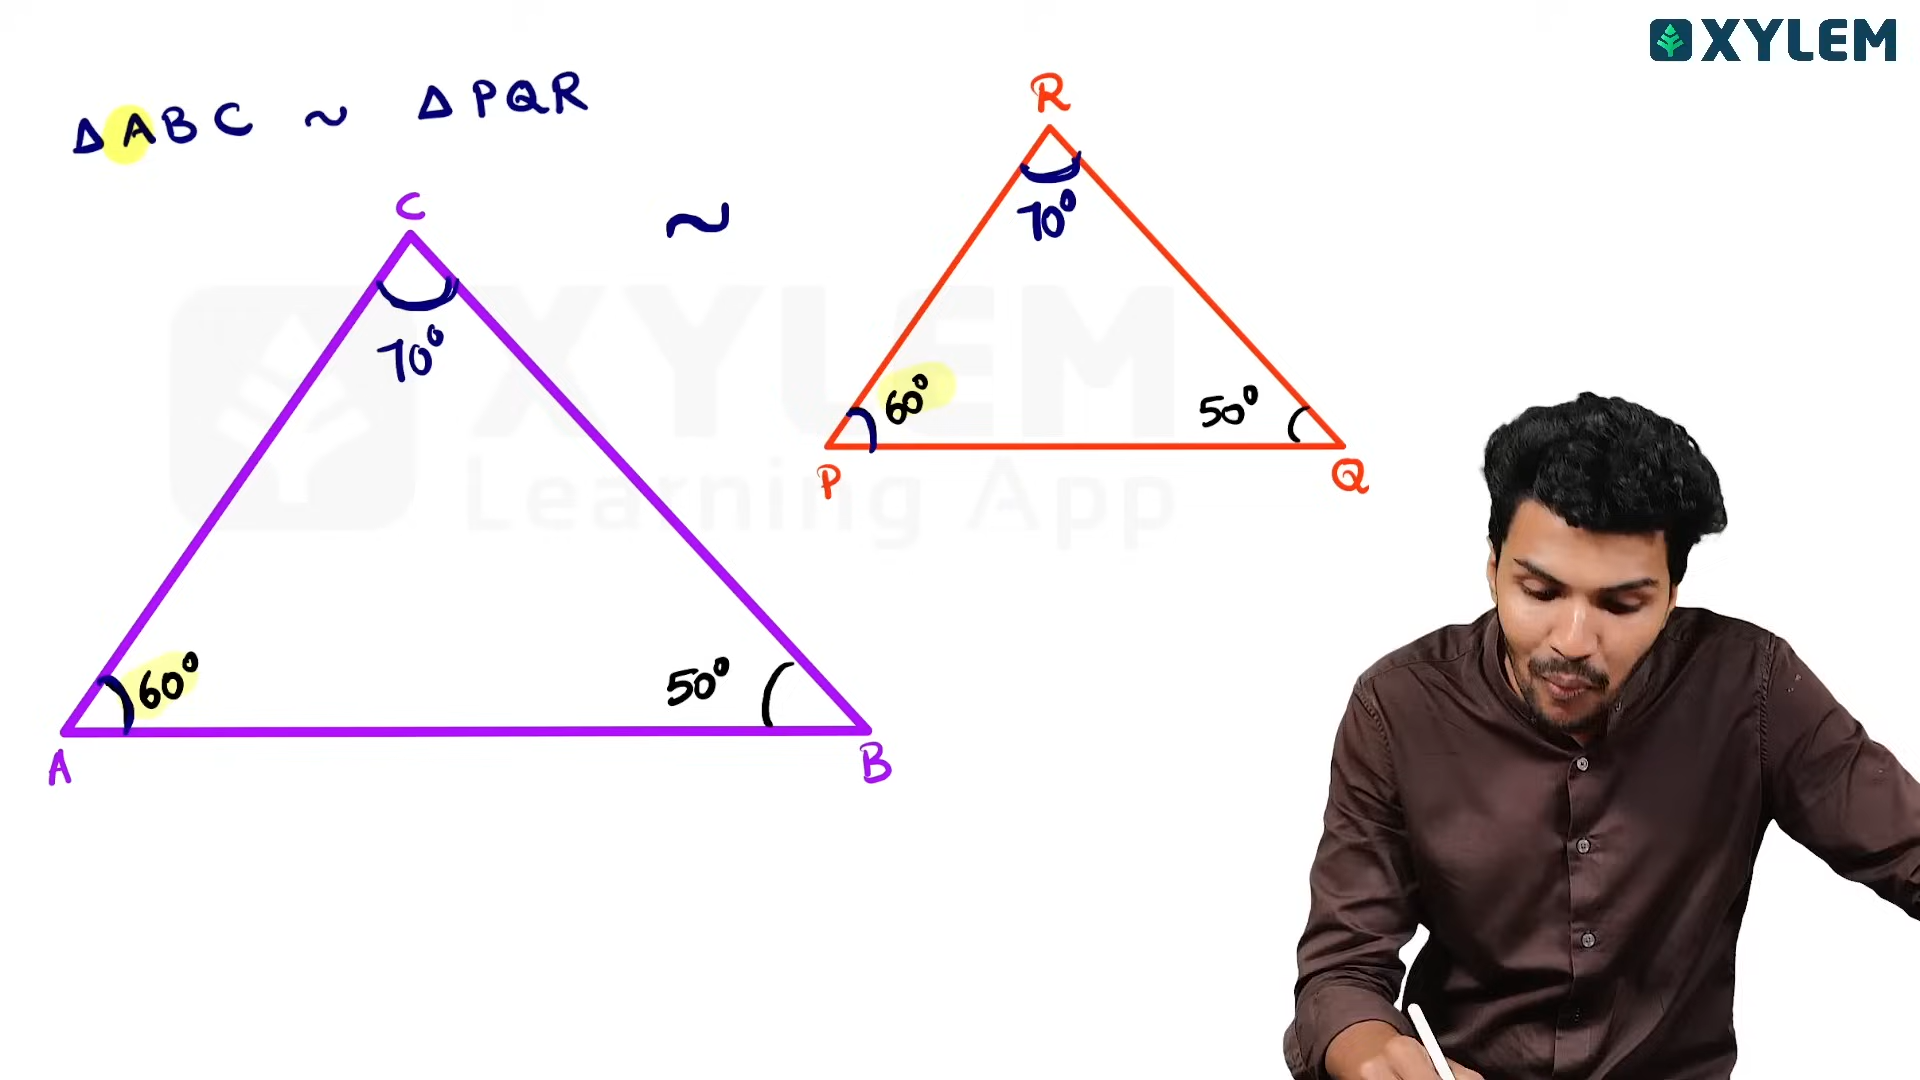 XYLEM
△ABC ~ △PQR
R
70°
C
~
70°
60°
50°
P
Q
XYLEM
Learning App
60°
50°
A
B